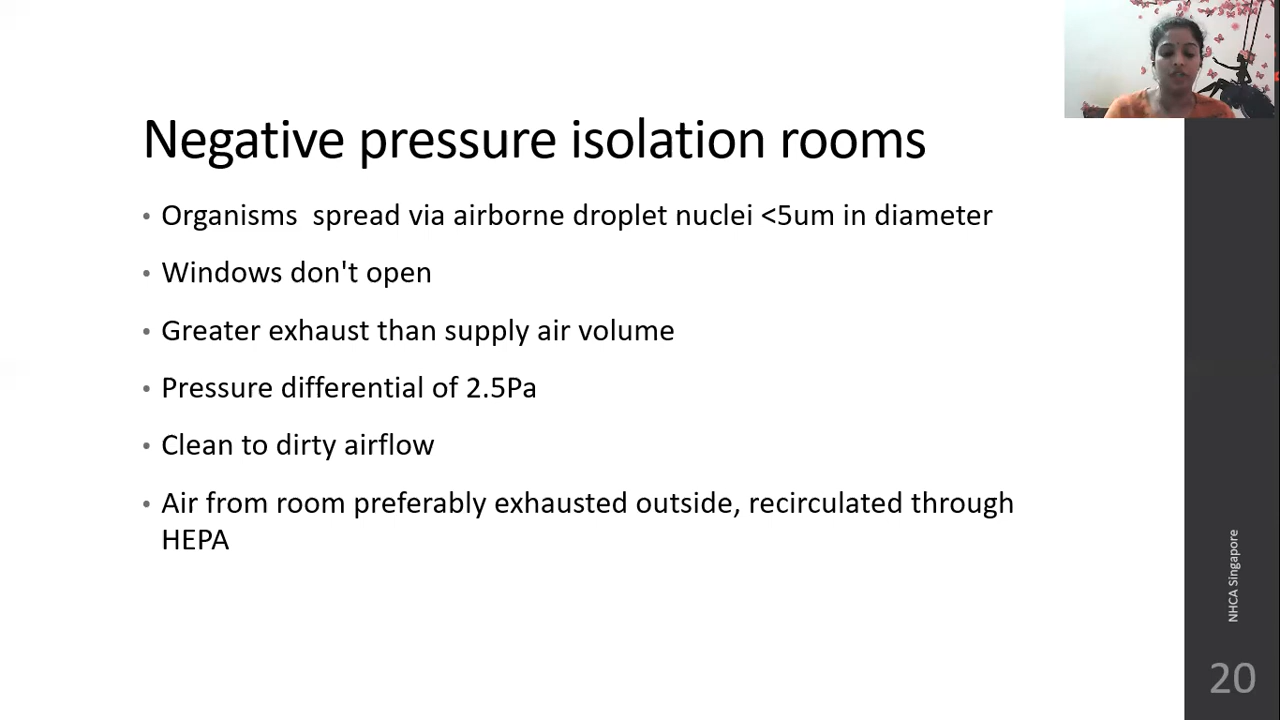 Negative pressure isolation rooms
• Organisms  spread via airborne droplet nuclei <5um in diameter
• Windows don't open
• Greater exhaust than supply air volume
• Pressure differential of 2.5Pa
• Clean to dirty airflow
• Air from room preferably exhausted outside, recirculated through
HEPA
NHCA Singapore
20